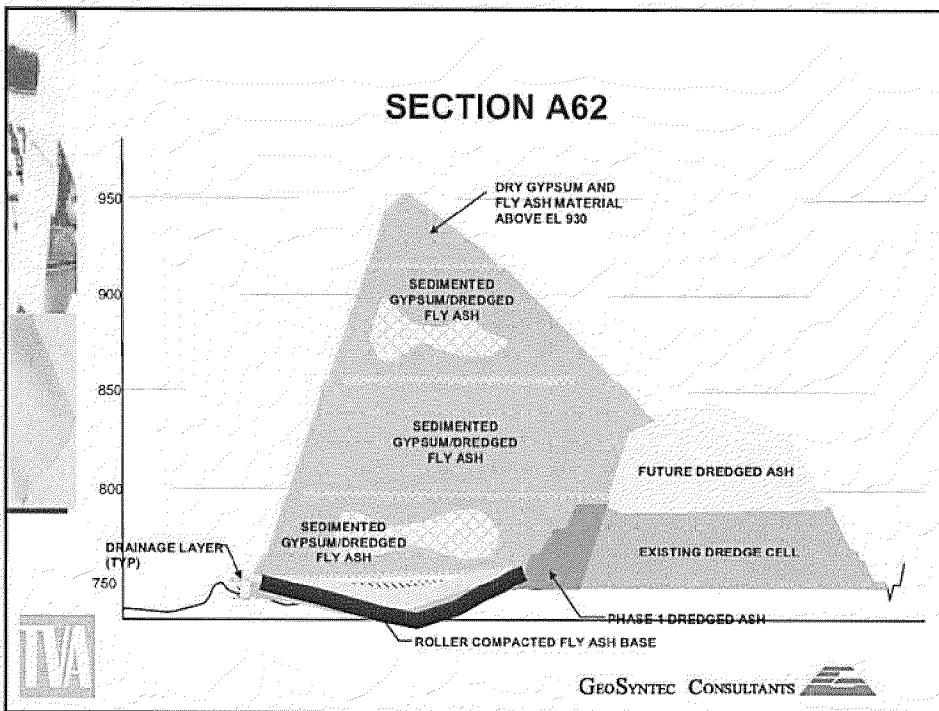 SECTION A62
950
DRY GYPSUM AND
FLY ASH MATERIAL
ABOVE EL 930
900
SEDIMENTED
GYPSUM/DREDGED
FLY ASH
850
SEDIMENTED
GYPSUM/DREDGED
FLY ASH
FUTURE DREDGED ASH
800
SEDIMENTED
GYPSUM/DREDGED
FLY ASH
DRAINAGE LAYER
(TYP)
EXISTING DREDGE CELL
750
PHASE 1 DREDGED ASH
ROLLER COMPACTED FLY ASH BASE
TVA
GEOSYNTEC CONSULTANTS